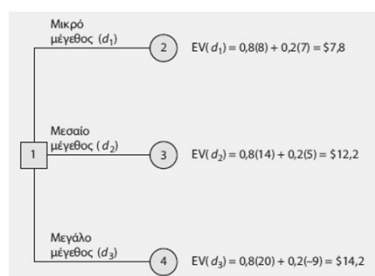 Μικρό
μέγεθος (d₁)
2
EV(d₁) = 0,8(8) + 0,2(7) = $7,8
Μεσαίο
μέγεθος (d₂)
1
3
EV(d₂) = 0,8(14) + 0,2(5) = $12,2
Μεγάλο
μέγεθος (d₃)
4
EV(d₃) = 0,8(20) + 0,2(–9) = $14,2